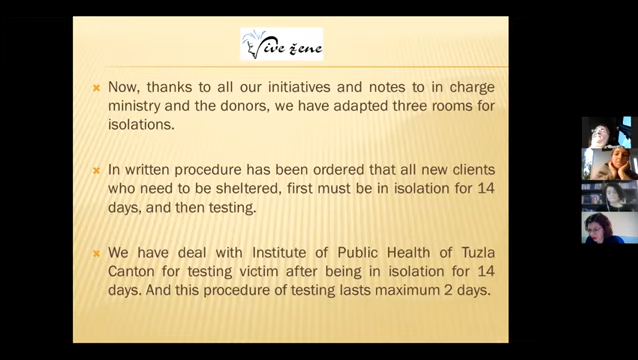 Vive žene
Now, thanks to all our initiatives and notes to in charge
ministry and the donors, we have adapted three rooms for
isolations.
In written procedure has been ordered that all new clients
who need to be sheltered, first must be in isolation for 14
days, and then testing.
We have deal with Institute of Public Health of Tuzla
Canton for testing victim after being in isolation for 14
days. And this procedure of testing lasts maximum 2 days.